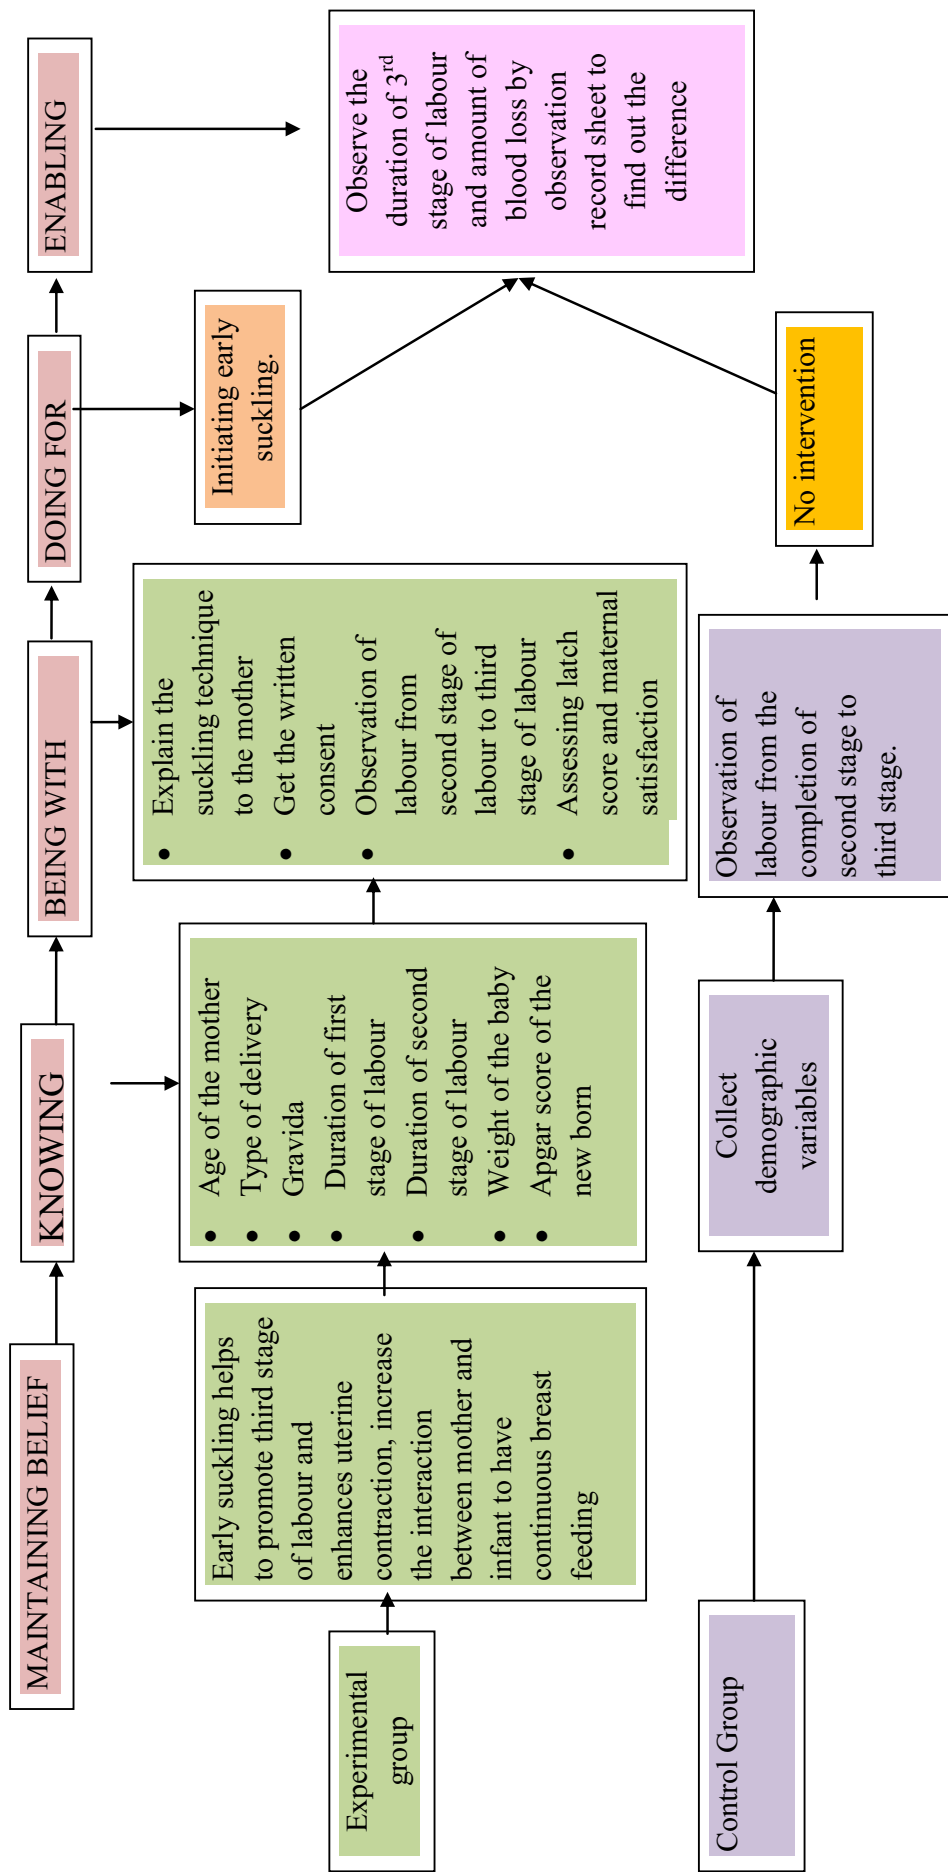 MAINTAINING BELIEF
KNOWING
BEING WITH
DOING FOR
ENABLING
Experimental
group
Early suckling helps
to promote third stage
of labour and
enhances uterine
contraction, increase
the interaction
between mother and
infant to have
continuous breast
feeding
• Age of the mother
• Type of delivery
• Gravida
• Duration of first
stage of labour
• Duration of second
stage of labour
• Weight of the baby
• Apgar score of the
new born
• Explain the
suckling technique
to the mother
• Get the written
consent
• Observation of
labour from
second stage of
labour to third
stage of labour
• Assessing latch
score and maternal
satisfaction
Initiating early
suckling.
Observe the
duration of 3rd
stage of labour
and amount of
blood loss by
observation
record sheet to
find out the
difference
Control Group
Collect
demographic
variables
Observation of
labour from the
completion of
second stage to
third stage.
No intervention